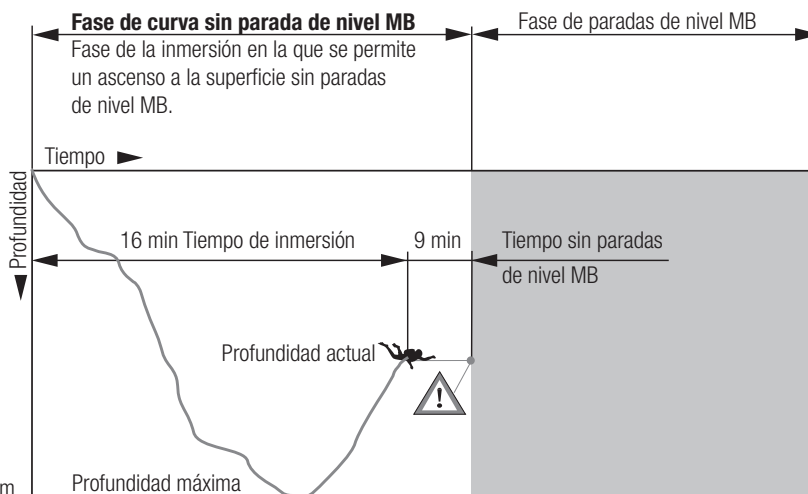 Fase de curva sin parada de nivel MB
Fase de la inmersión en la que se permite
un ascenso a la superficie sin paradas
de nivel MB.
Fase de paradas de nivel MB
Tiempo
Profundidad
16 min Tiempo de inmersión
9 min
Tiempo sin paradas
de nivel MB
Profundidad actual
!
m
Profundidad máxima